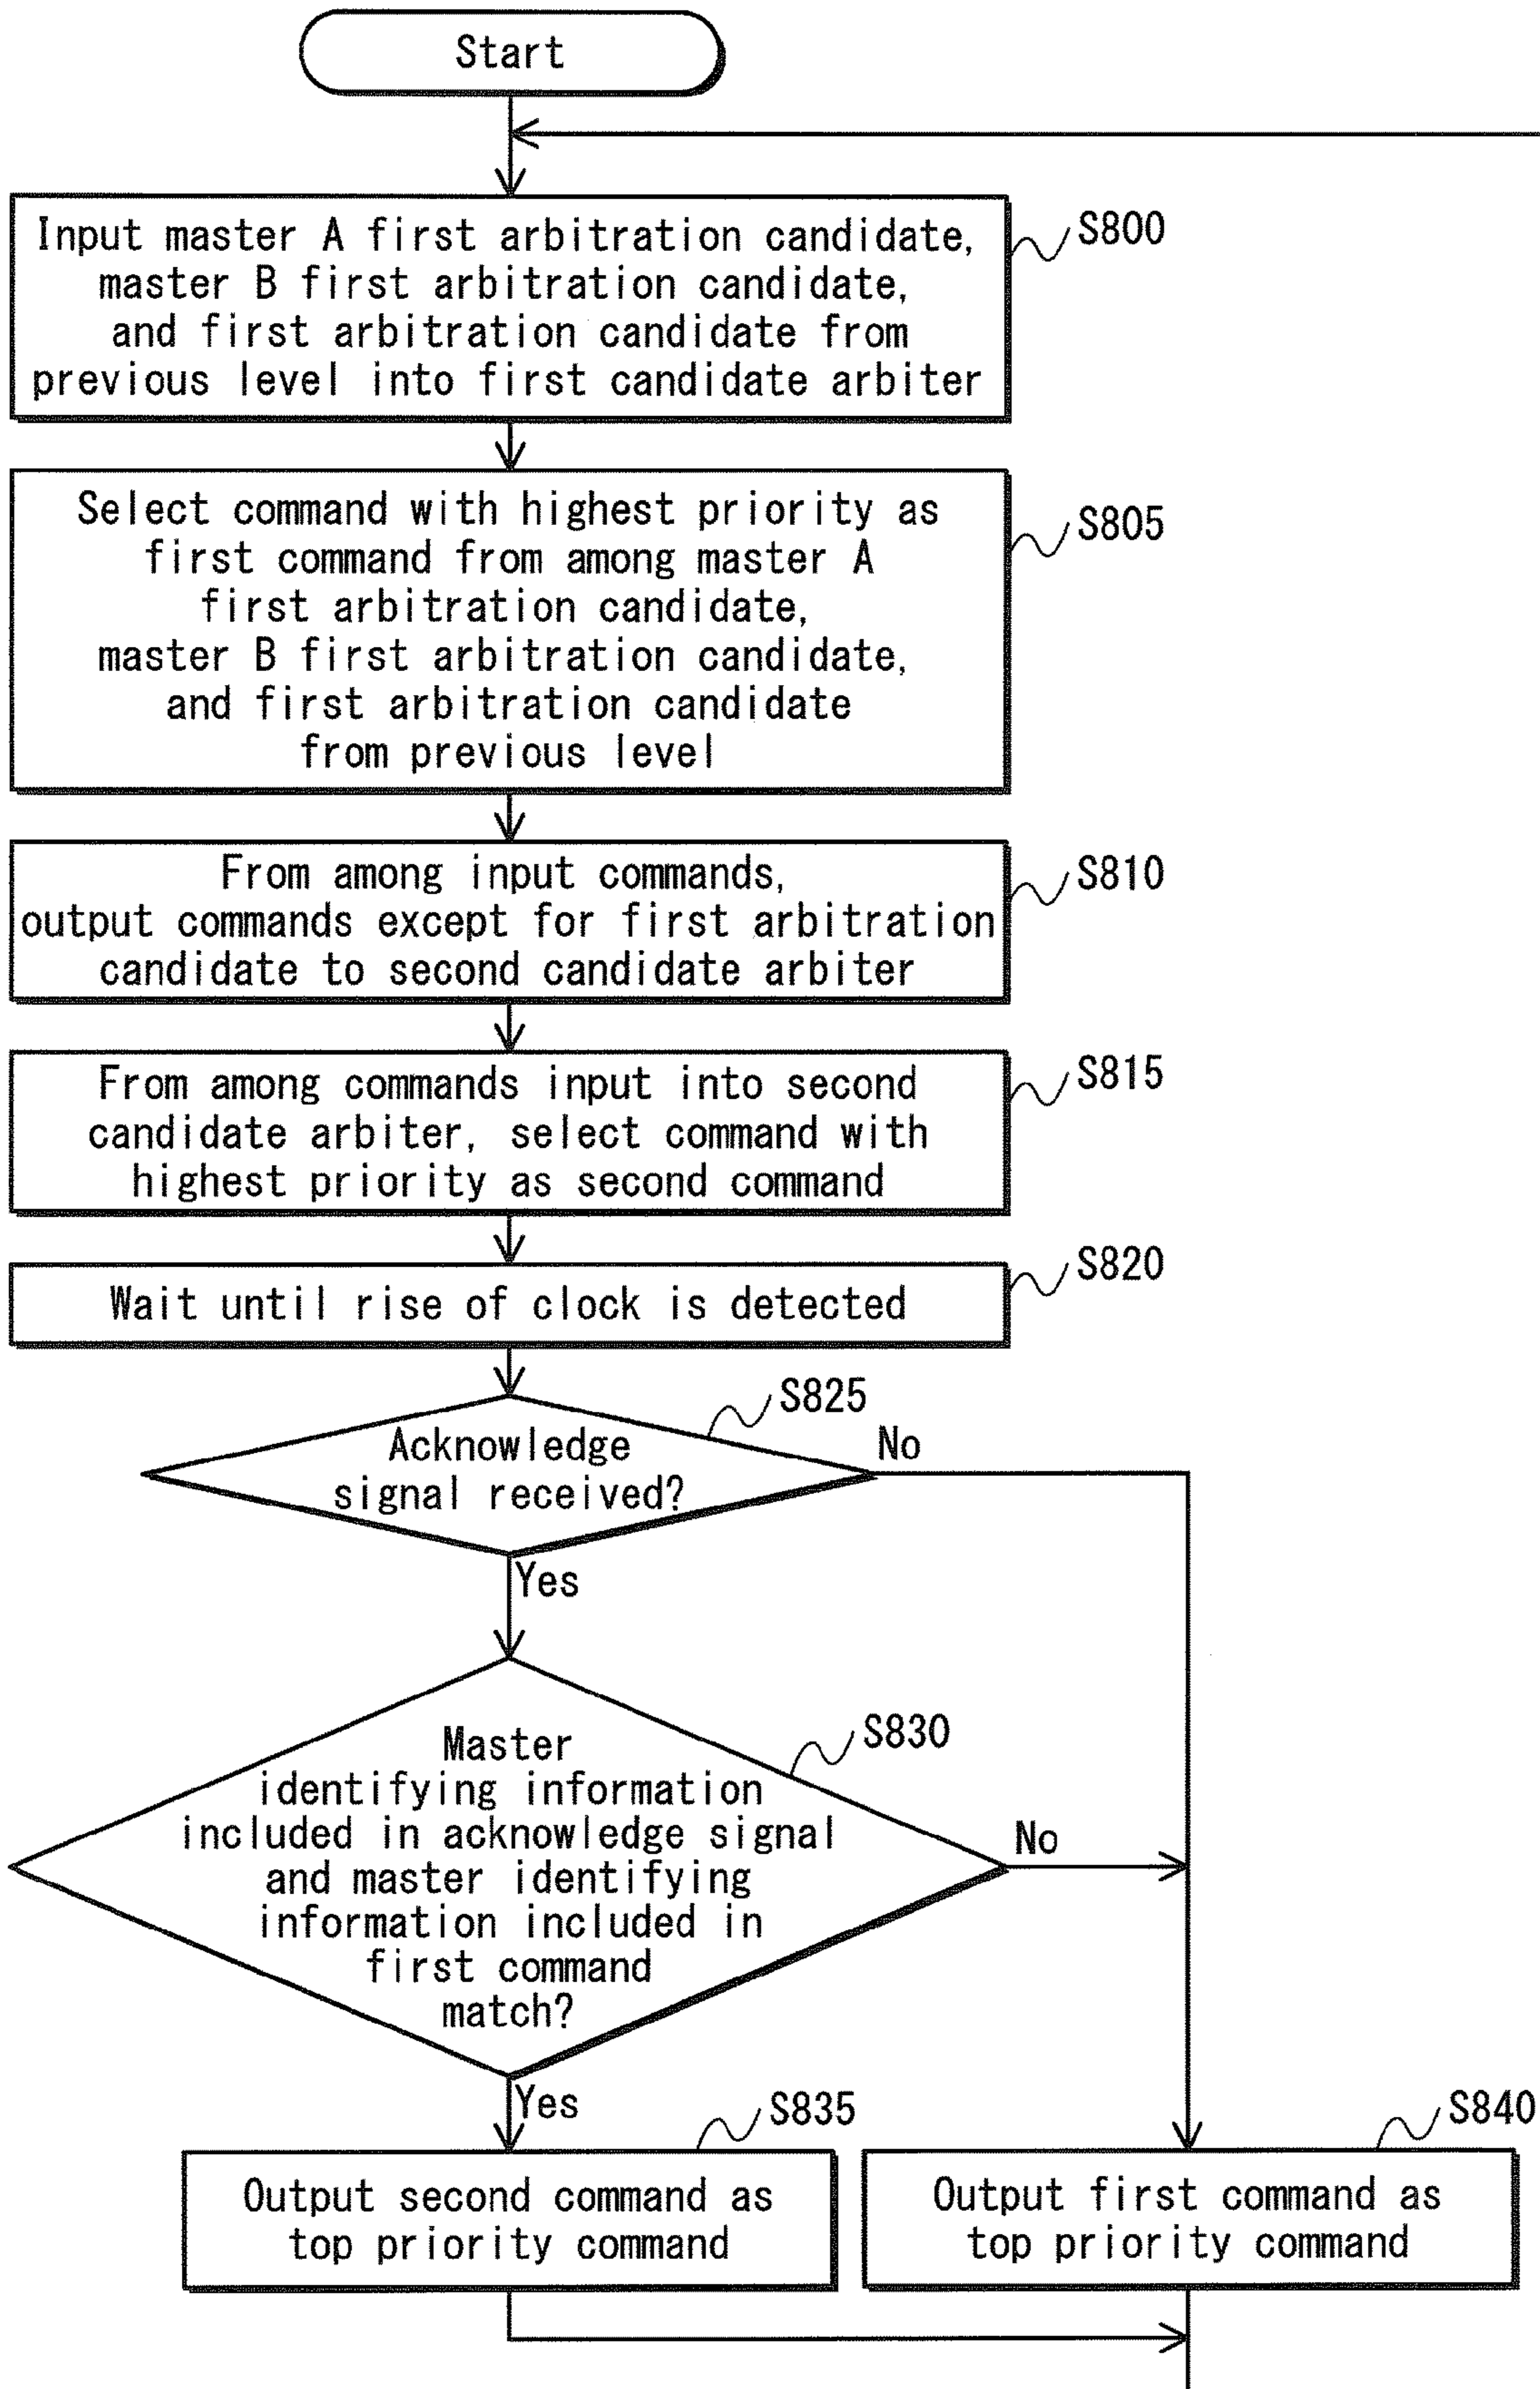 Start
Input master A first arbitration candidate,
master B first arbitration candidate,
and first arbitration candidate from
previous level into first candidate arbiter
S800
Select command with highest priority as
first command from among master A
first arbitration candidate,
master B first arbitration candidate,
and first arbitration candidate
from previous level
S805
From among input commands,
output commands except for first arbitration
candidate to second candidate arbiter
S810
From among commands input into second
candidate arbiter, select command with
highest priority as second command
S815
Wait until rise of clock is detected
S820
Acknowledge
signal received?
S825
No
Yes
Master
identifying information
included in acknowledge signal
and master identifying
information included in
first command
match?
S830
No
Yes
Output second command as
top priority command
S835
Output first command as
top priority command
S840